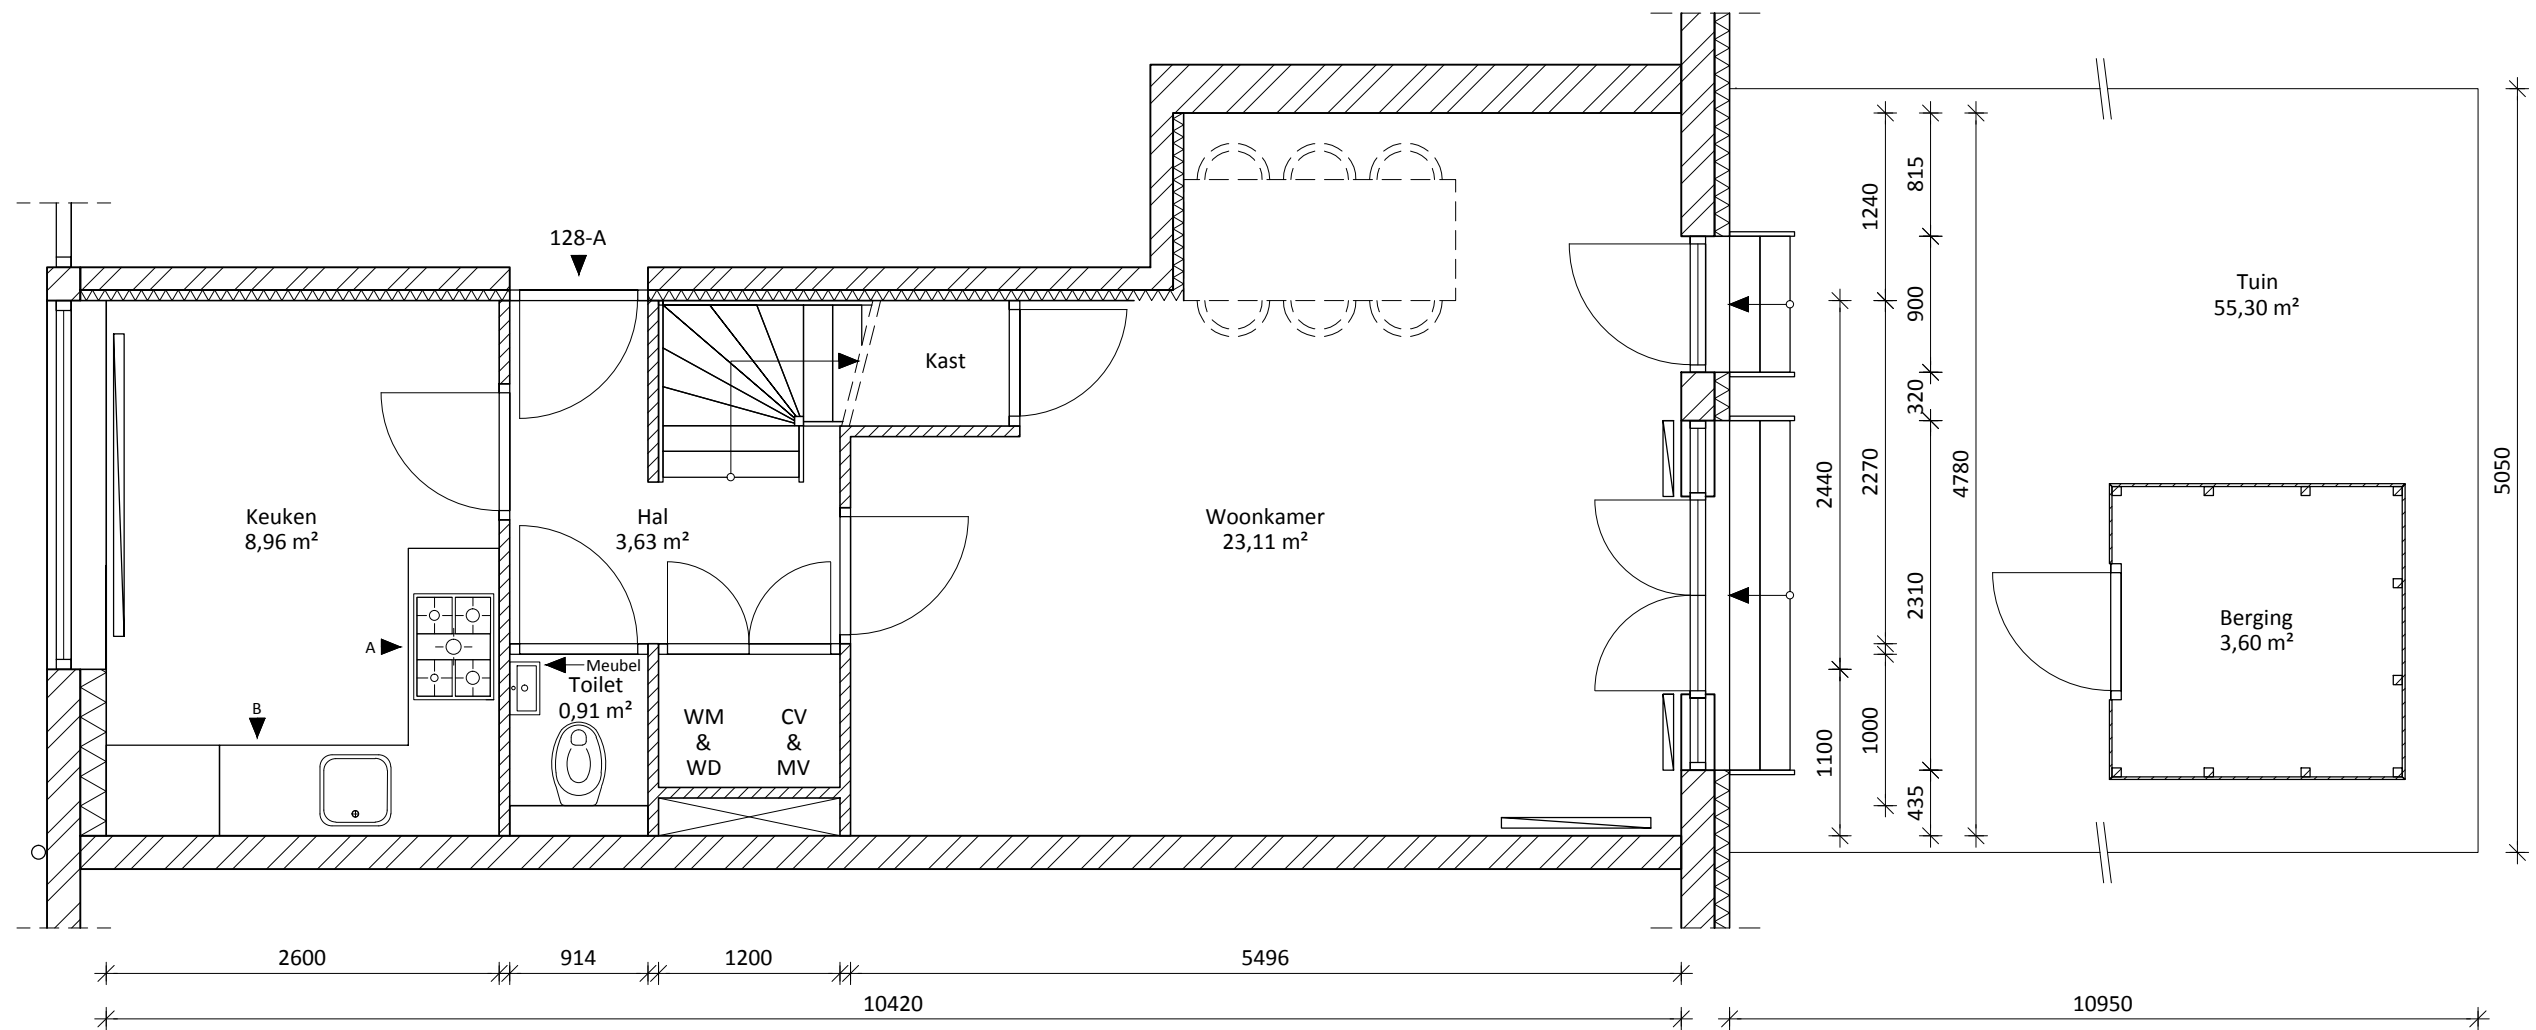 128-A
Kast
Keuken
8,96 m²
Hal
3,63 m²
Woonkamer
23,11 m²
Tuin
55,30 m²
Berging
3,60 m²
A
B
Meubel
Toilet
0,91 m²
WM
&
WD
CV
&
MV
1240
815
900
320
2440
2270
4780
2310
1100
1000
435
5050
2600
914
1200
5496
10420
10950